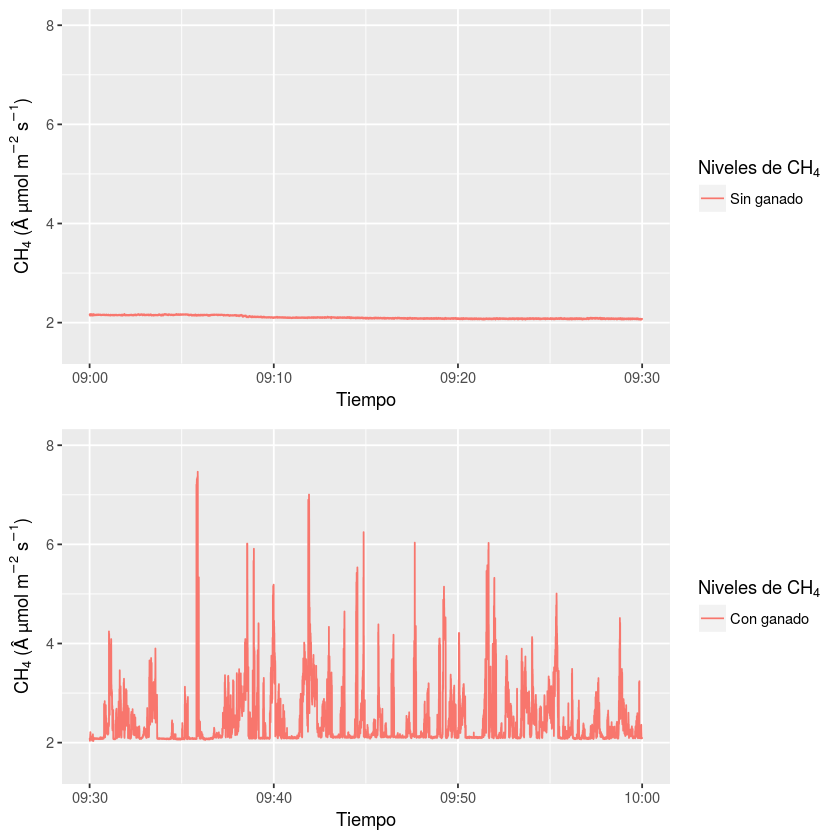 8
6
4
2
CH₄ (Â µmol m⁻² s⁻¹)
09:00 09:10 09:20 09:30
Tiempo
Niveles de CH₄
Sin ganado
8
6
4
2
CH₄ (Â µmol m⁻² s⁻¹)
09:30 09:40 09:50 10:00
Tiempo
Niveles de CH₄
Con ganado